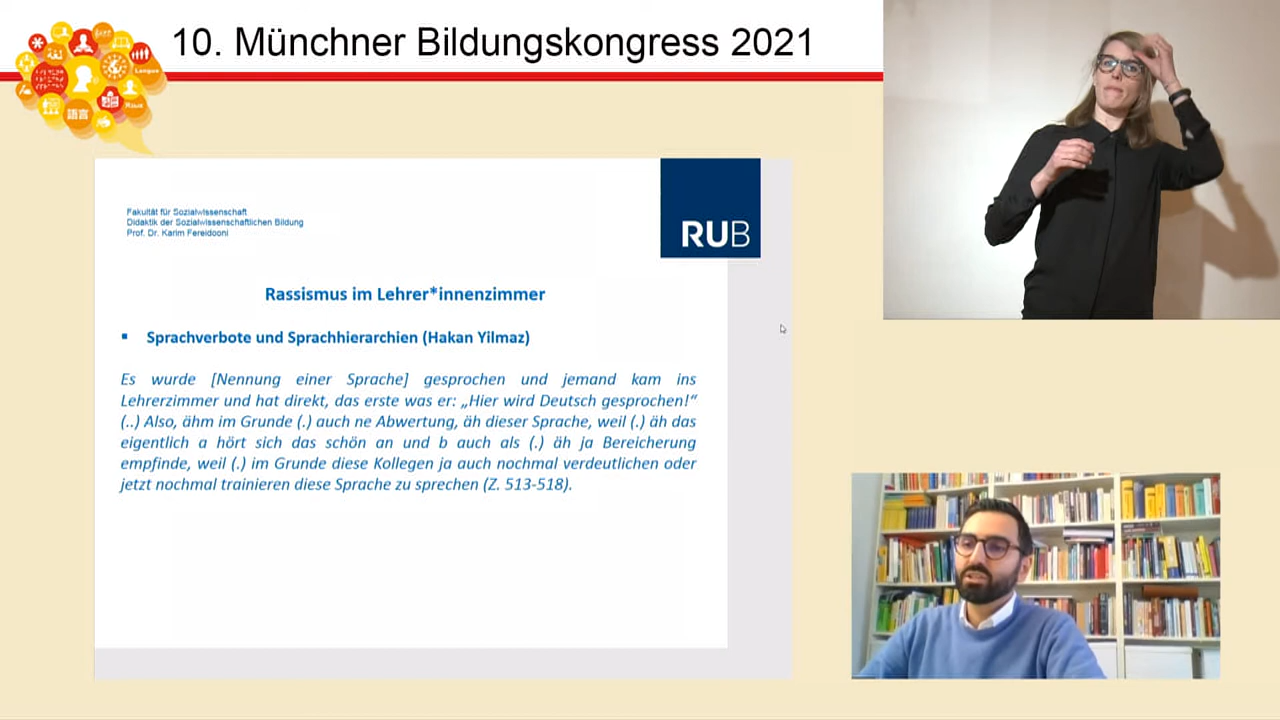 10. Münchner Bildungskongress 2021
語言
Fakultät für Sozialwissenschaft
Didaktik der Sozialwissenschaftlichen Bildung
Prof. Dr. Karim Fereidooni
RUB
Rassismus im Lehrer*innenzimmer
▪ Sprachverbote und Sprachhierarchien (Hakan Yilmaz)
Es wurde [Nennung einer Sprache] gesprochen und jemand kam ins
Lehrerzimmer und hat direkt, das erste was er: „Hier wird Deutsch gesprochen!“
(..) Also, ähm im Grunde (.) auch ne Abwertung, äh dieser Sprache, weil (.) äh das
eigentlich a hört sich das schön an und b auch als (.) äh ja Bereicherung
empfinde, weil (.) im Grunde diese Kollegen ja auch nochmal verdeutlichen oder
jetzt nochmal trainieren diese Sprache zu sprechen (Z. 513-518).